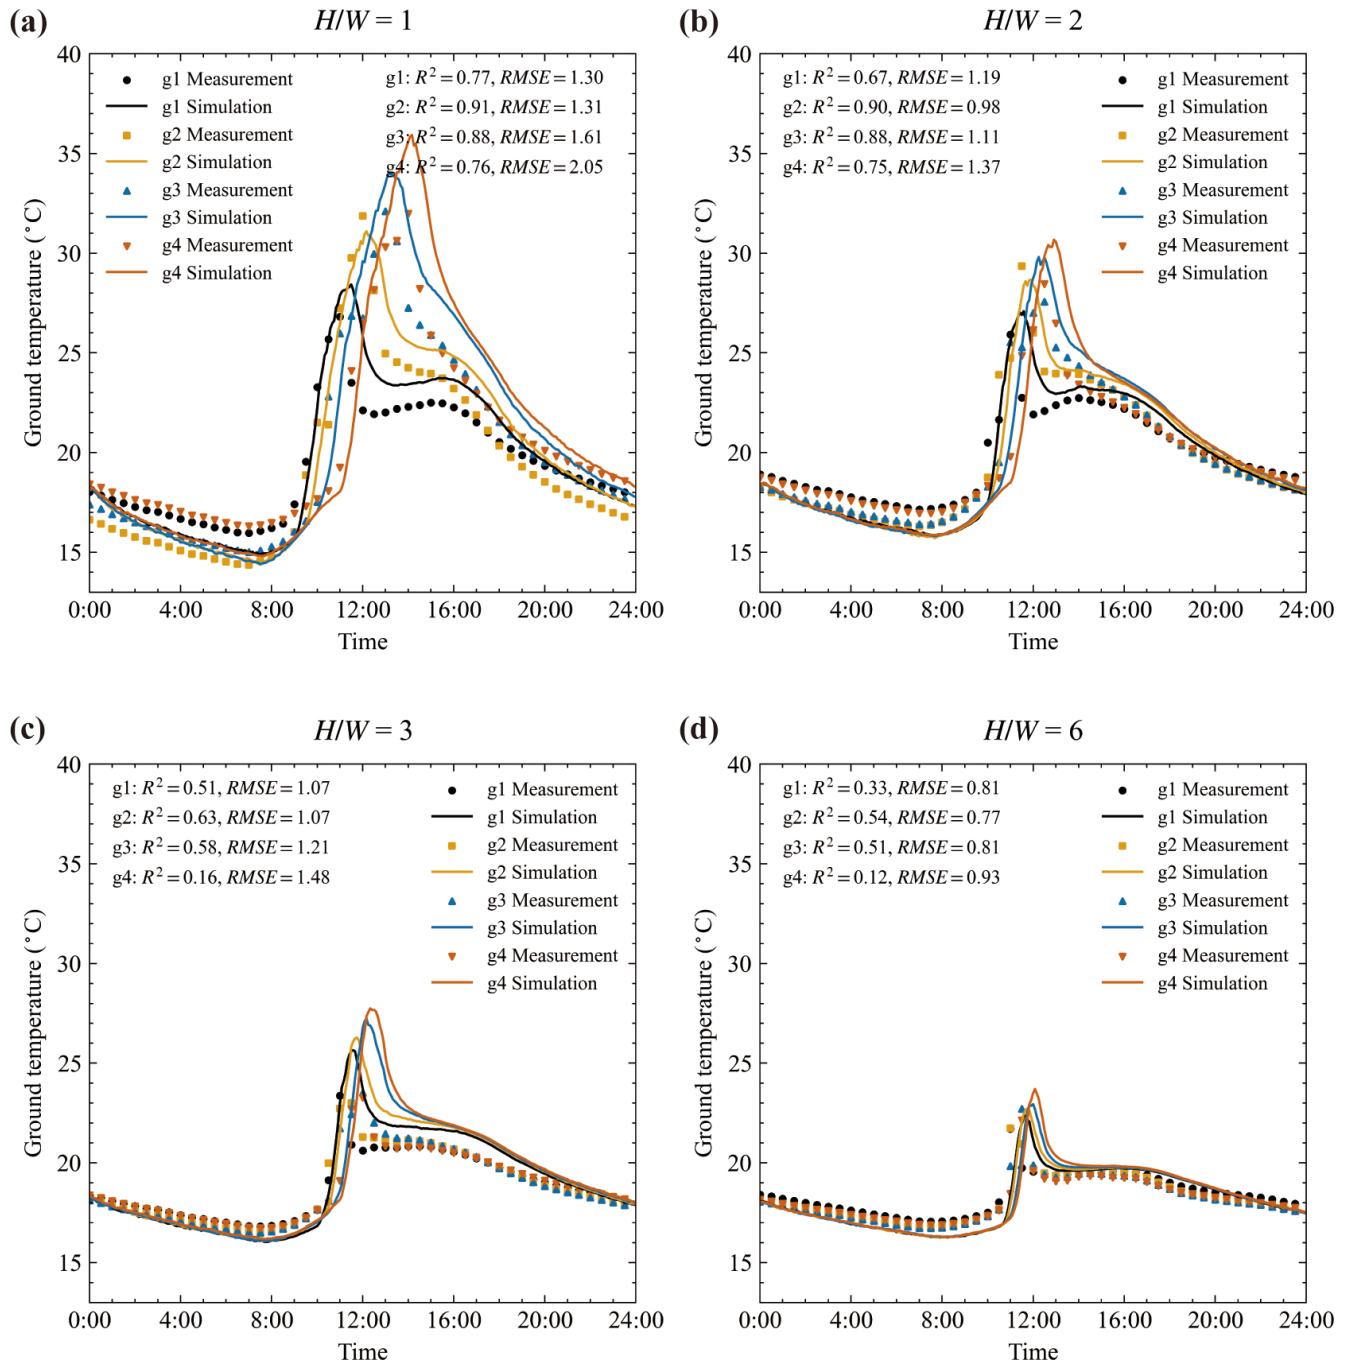 (a)
H/W = 1
40
35
30
25
20
15
Ground temperature (°C)
g1 Measurement
g1 Simulation
g2 Measurement
g2 Simulation
g3 Measurement
g3 Simulation
g4 Measurement
g4 Simulation
g1: R² = 0.77, RMSE = 1.30
g2: R² = 0.91, RMSE = 1.31
g3: R² = 0.88, RMSE = 1.61
g4: R² = 0.76, RMSE = 2.05
0:00 4:00 8:00 12:00 16:00 20:00 24:00
Time
(b)
H/W = 2
40
35
30
25
20
15
Ground temperature (°C)
g1: R² = 0.67, RMSE = 1.19
g2: R² = 0.90, RMSE = 0.98
g3: R² = 0.88, RMSE = 1.11
g4: R² = 0.75, RMSE = 1.37
g1 Measurement
g1 Simulation
g2 Measurement
g2 Simulation
g3 Measurement
g3 Simulation
g4 Measurement
g4 Simulation
0:00 4:00 8:00 12:00 16:00 20:00 24:00
Time
(c)
H/W = 3
40
35
30
25
20
15
Ground temperature (°C)
g1: R² = 0.51, RMSE = 1.07
g2: R² = 0.63, RMSE = 1.07
g3: R² = 0.58, RMSE = 1.21
g4: R² = 0.16, RMSE = 1.48
g1 Measurement
g1 Simulation
g2 Measurement
g2 Simulation
g3 Measurement
g3 Simulation
g4 Measurement
g4 Simulation
0:00 4:00 8:00 12:00 16:00 20:00 24:00
Time
(d)
H/W = 6
40
35
30
25
20
15
Ground temperature (°C)
g1: R² = 0.33, RMSE = 0.81
g2: R² = 0.54, RMSE = 0.77
g3: R² = 0.51, RMSE = 0.81
g4: R² = 0.12, RMSE = 0.93
g1 Measurement
g1 Simulation
g2 Measurement
g2 Simulation
g3 Measurement
g3 Simulation
g4 Measurement
g4 Simulation
0:00 4:00 8:00 12:00 16:00 20:00 24:00
Time